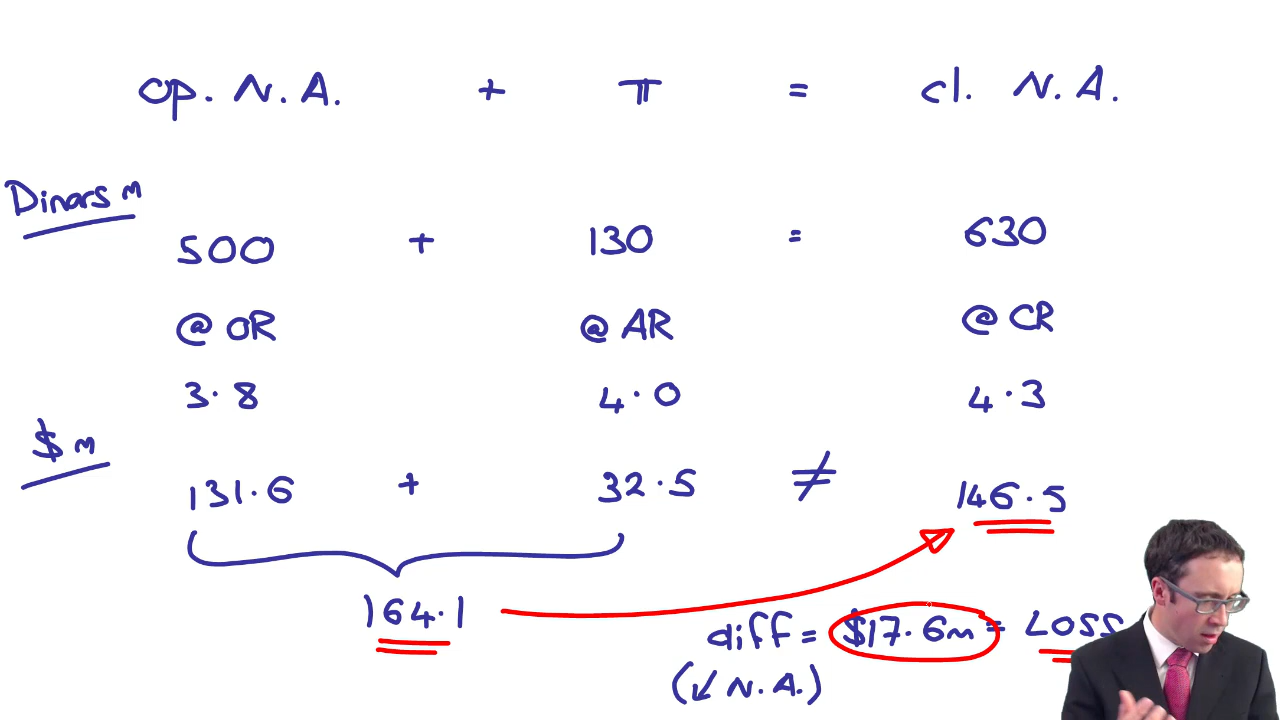 op. N.A. + π = cl. N.A.
Dinars m
500 + 130 = 630
@ OR @ AR @ CR
3.8 4.0 4.3
$m
131.6 + 32.5 ≠ 146.5
164.1
diff = $17.6m = LOSS
(↙ N.A.)